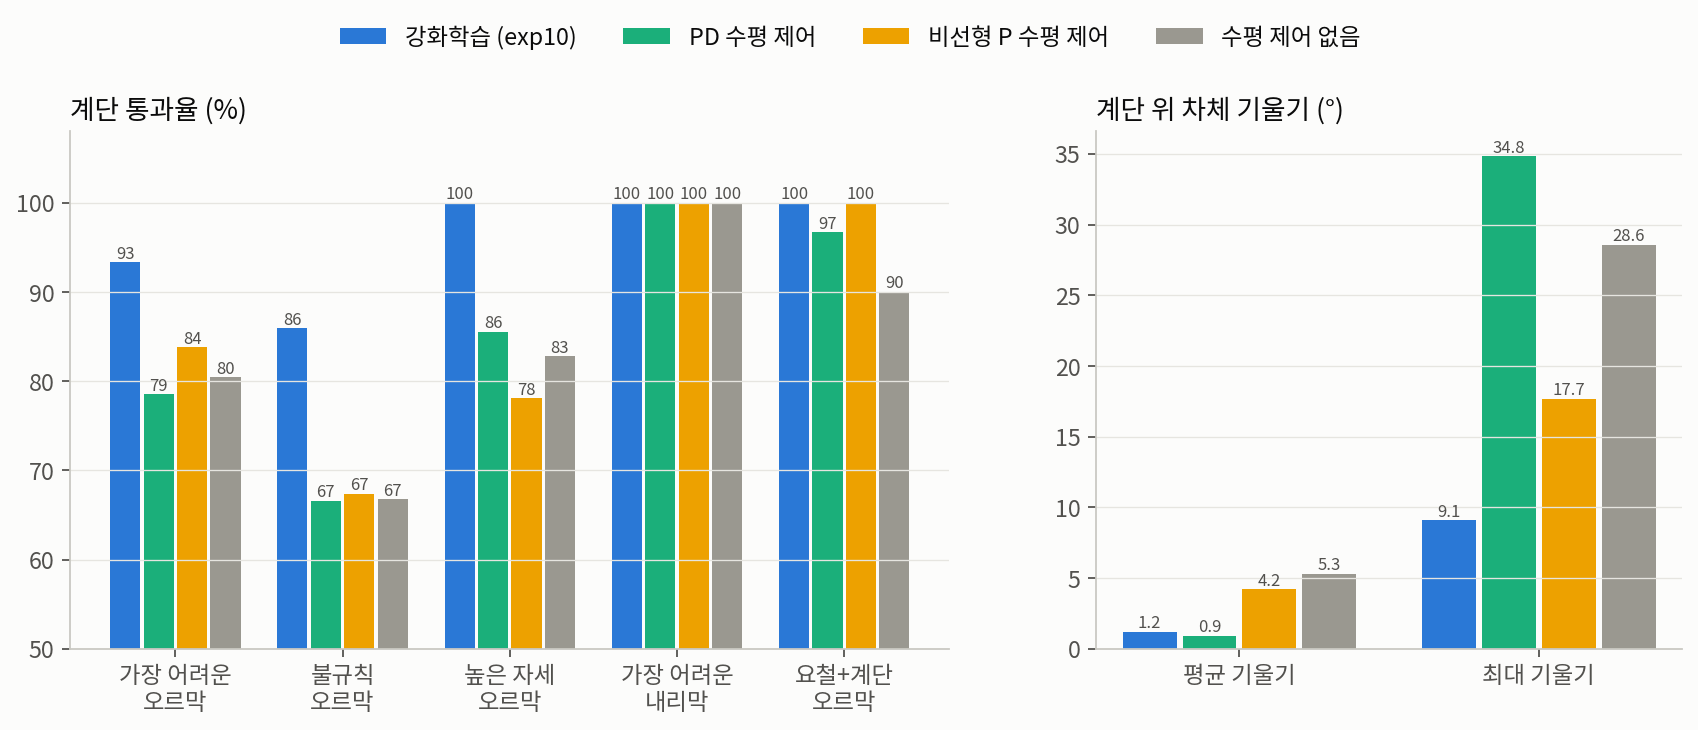 강화학습 (exp10) PD 수평 제어 비선형 P 수평 제어 수평 제어 없음
계단 통과율 (%)
100
90
80
70
60
50
93 79 84 80
86 67 67 67
100 86 78 83
100 100 100 100
100 97 100 90
가장 어려운
오르막
불규칙
오르막
높은 자세
오르막
가장 어려운
내리막
요철+계단
오르막
계단 위 차체 기울기 (°)
35
30
25
20
15
10
5
0
1.2 0.9 4.2 5.3
9.1 34.8 17.7 28.6
평균 기울기 최대 기울기